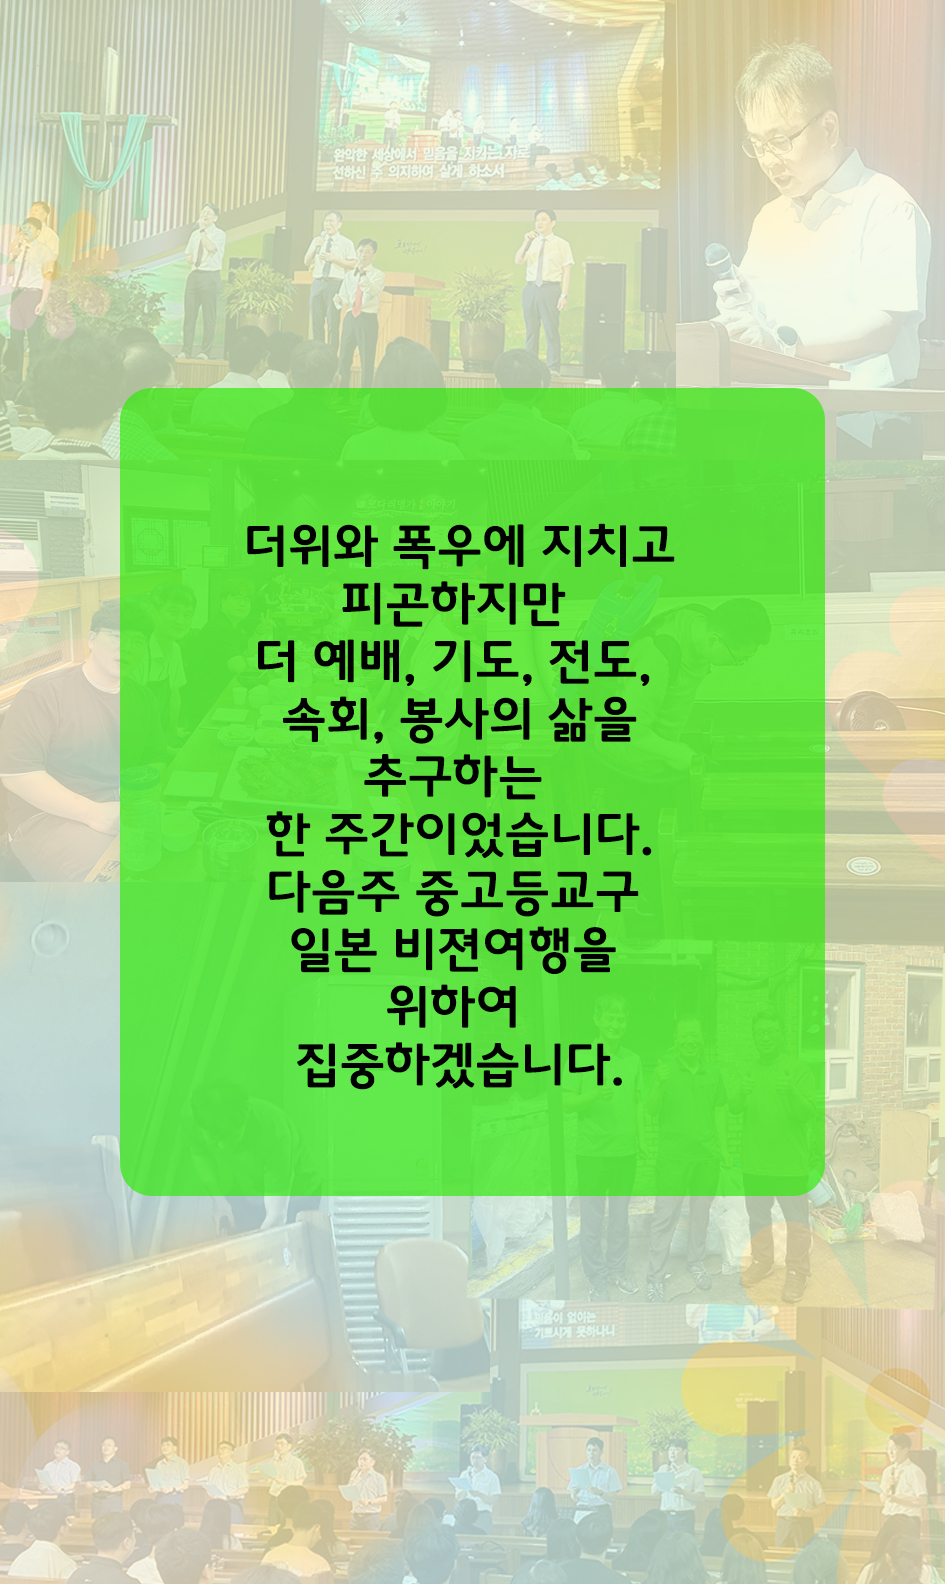 완악한 세상에서 믿음을 지키는 자로
전하신 주 의지하여 살게 하소서
더위와 폭우에 지치고
피곤하지만
더 예배, 기도, 전도,
속회, 봉사의 삶을
추구하는
한 주간이었습니다.
다음주 중고등교구
일본 비젼여행을
위하여
집중하겠습니다.
없이는
기쁘시게 못하나니